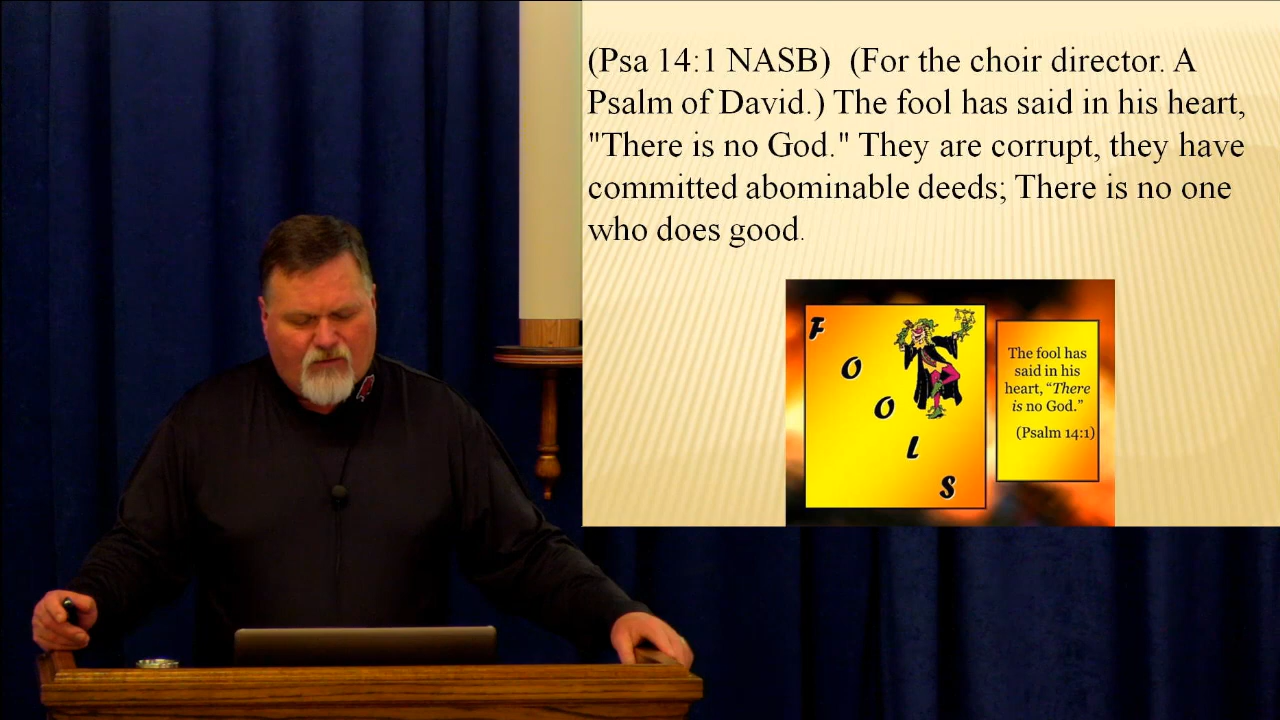 (Psa 14:1 NASB)  (For the choir director. A
Psalm of David.) The fool has said in his heart,
"There is no God." They are corrupt, they have
committed abominable deeds; There is no one
who does good.
FOOLS
The fool has
said in his
heart, “There
is no God.”
(Psalm 14:1)